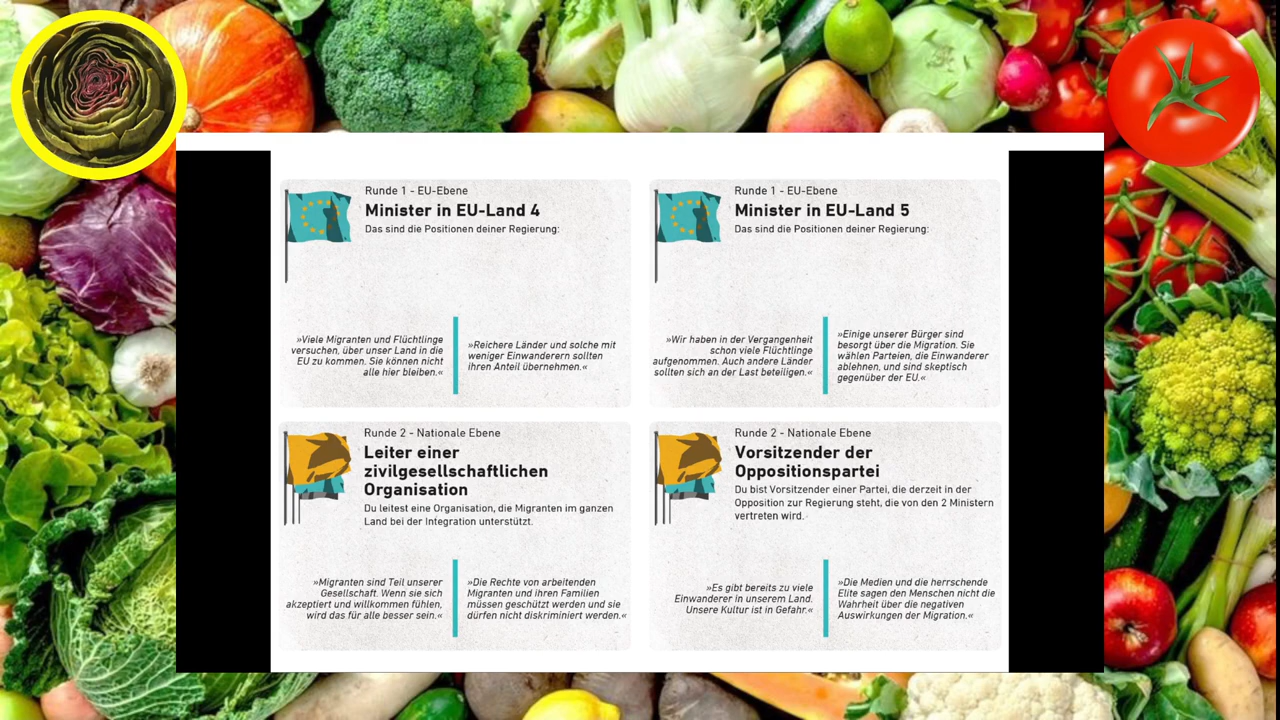 Runde 1 - EU-Ebene
Minister in EU-Land 4
Das sind die Positionen deiner Regierung:
»Viele Migranten und Flüchtlinge
versuchen, über unser Land in die
EU zu kommen. Sie können nicht
alle hier bleiben.«
»Reichere Länder und solche mit
weniger Einwanderern sollten
ihren Anteil übernehmen.«
Runde 1 - EU-Ebene
Minister in EU-Land 5
Das sind die Positionen deiner Regierung:
»Wir haben in der Vergangenheit
schon viele Flüchtlinge
aufgenommen. Auch andere Länder
sollten sich an der Last beteiligen.«
»Einige unserer Bürger sind
besorgt über die Migration. Sie
wählen Parteien, die Einwanderer
ablehnen, und sind skeptisch
gegenüber der EU.«
Runde 2 - Nationale Ebene
Leiter einer
zivilgesellschaftlichen
Organisation
Du leitest eine Organisation, die Migranten im ganzen
Land bei der Integration unterstützt.
»Migranten sind Teil unserer
Gesellschaft. Wenn sie sich
akzeptiert und willkommen fühlen,
wird das für alle besser sein.«
»Die Rechte von arbeitenden
Migranten und ihren Familien
müssen geschützt werden und sie
dürfen nicht diskriminiert werden.«
Runde 2 - Nationale Ebene
Vorsitzender der
Oppositionspartei
Du bist Vorsitzender einer Partei, die derzeit in der
Opposition zur Regierung steht, die von den 2 Ministern
vertreten wird.
»Es gibt bereits zu viele
Einwanderer in unserem Land.
Unsere Kultur ist in Gefahr.«
»Die Medien und die herrschende
Elite sagen den Menschen nicht die
Wahrheit über die negativen
Auswirkungen der Migration.«